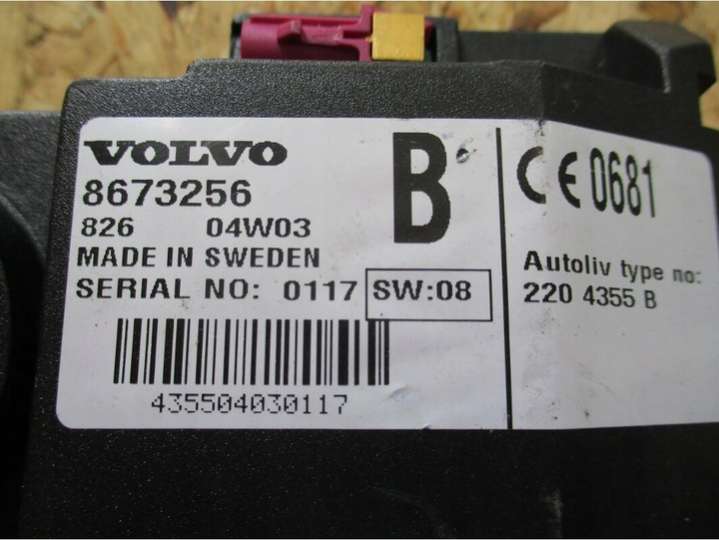 VOLVO
8673256
826 04W03
MADE IN SWEDEN
SERIAL NO: 0117 SW:08
435504030117
B
CE 0681
Autoliv type no:
220 4355 B